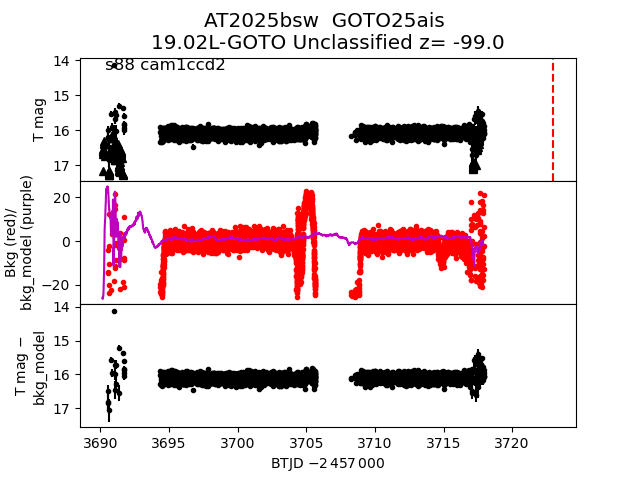 AT2025bsw  GOTO25ais
19.02L-GOTO Unclassified z= -99.0
s88 cam1ccd2
14
15
16
17
T mag
20
0
−20
Bkg (red)/
bkg_model (purple)
14
15
16
17
T mag −
bkg_model
3690 3695 3700 3705 3710 3715 3720
BTJD −2 457 000